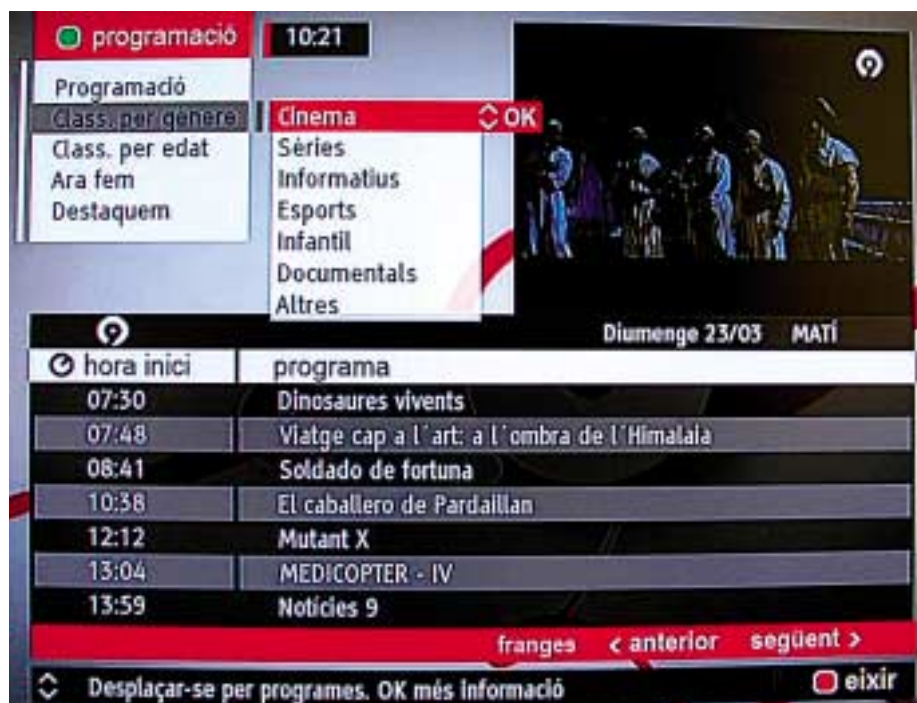 programació
10:21
Programació
Class. per gènere
Class. per edat
Ara fem
Destaquem
Cinema OK
Sèries
Informatius
Esports
Infantil
Documentals
Altres
9
9 Diumenge 23/03 MATÍ
hora inici programa
07:30 Dinosaures vivents
07:48 Viatge cap a l´art: a l´ombra de l´Himalaia
08:41 Soldado de fortuna
10:38 El caballero de Pardaillan
12:12 Mutant X
13:04 MEDICOPTER - IV
13:59 Notícies 9
franges < anterior següent >
Desplaçar-se per programes. OK més informació eixir